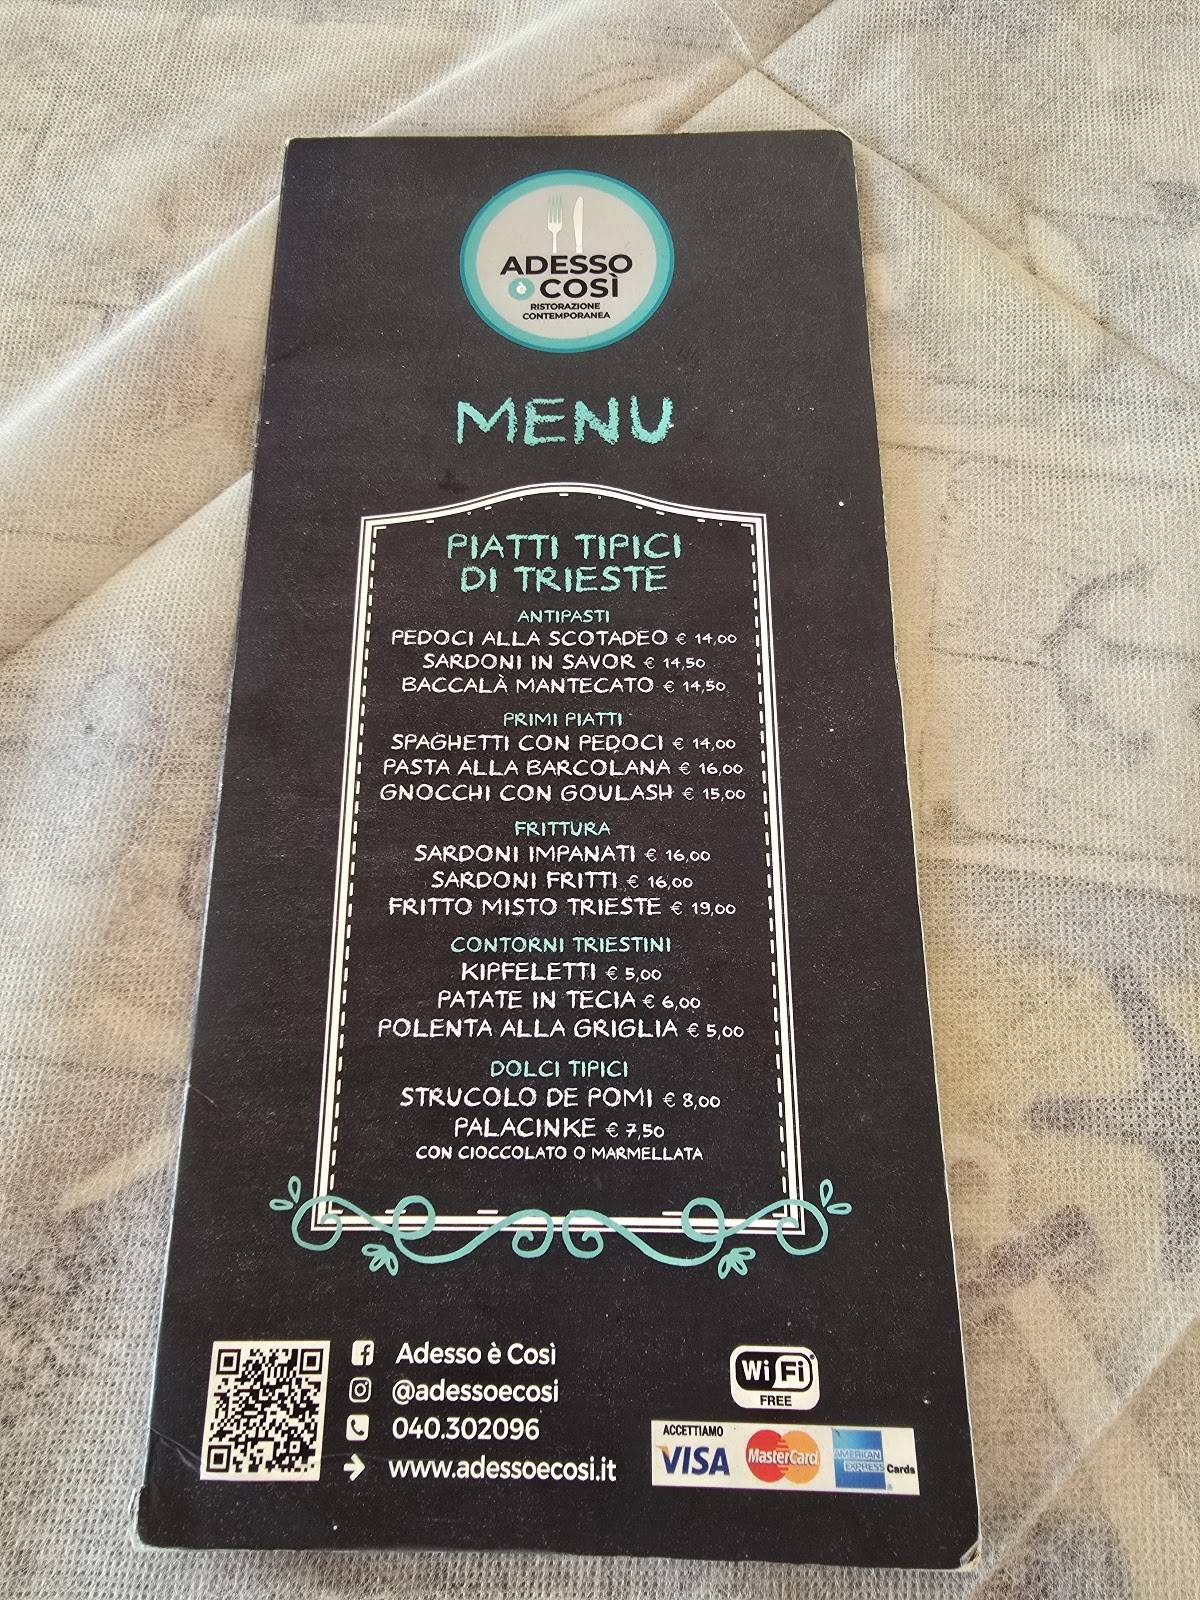 ADESSO
è COSÌ
RISTORAZIONE
CONTEMPORANEA
MENU
PIATTI TIPICI
DI TRIESTE
ANTIPASTI
PEDOCI ALLA SCOTADEO € 14,00
SARDONI IN SAVOR € 14,50
BACCALÀ MANTECATO € 14,50
PRIMI PIATTI
SPAGHETTI CON PEDOCI € 14,00
PASTA ALLA BARCOLANA € 16,00
GNOCCHI CON GOULASH € 15,00
FRITTURA
SARDONI IMPANATI € 16,00
SARDONI FRITTI € 16,00
FRITTO MISTO TRIESTE € 19,00
CONTORNI TRIESTINI
KIPFELETTI € 5,00
PATATE IN TECIA € 6,00
POLENTA ALLA GRIGLIA € 5,00
DOLCI TIPICI
STRUCOLO DE POMI € 8,00
PALACINKE € 7,50
CON CIOCCOLATO O MARMELLATA
Adesso è Così
@adessoecosi
040.302096
www.adessoecosi.it
Wi Fi
FREE
ACCETTIAMO
VISA MasterCard AMERICAN EXPRESS Cards